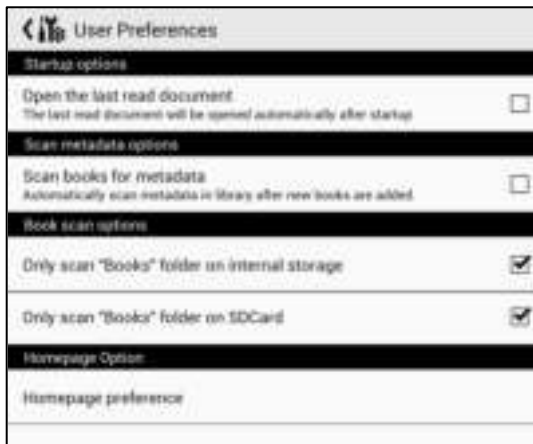 User Preferences
Startup options
Open the last read document
The last read document will be opened automatically after startup
Scan metadata options
Scan books for metadata
Automatically scan metadata in library after new books are added
Book scan options
Only scan "Books" folder on internal storage
Only scan "Books" folder on SDCard
Homepage Option
Homepage preference